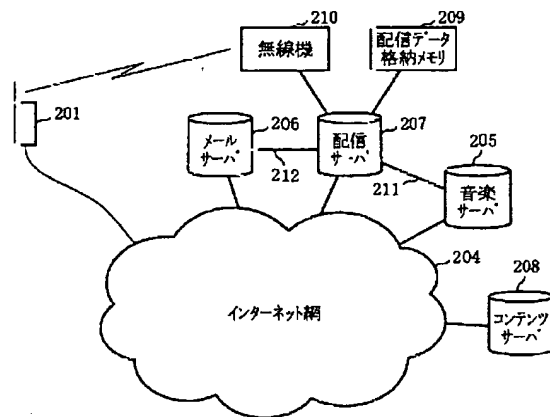 210
209
無線機
配信データ
格納メモリ
201
206
207
メール
サーバ
配信
サーバ
205
212
211
音楽
サーバ
204
208
インターネット網
コンテンツ
サーバ